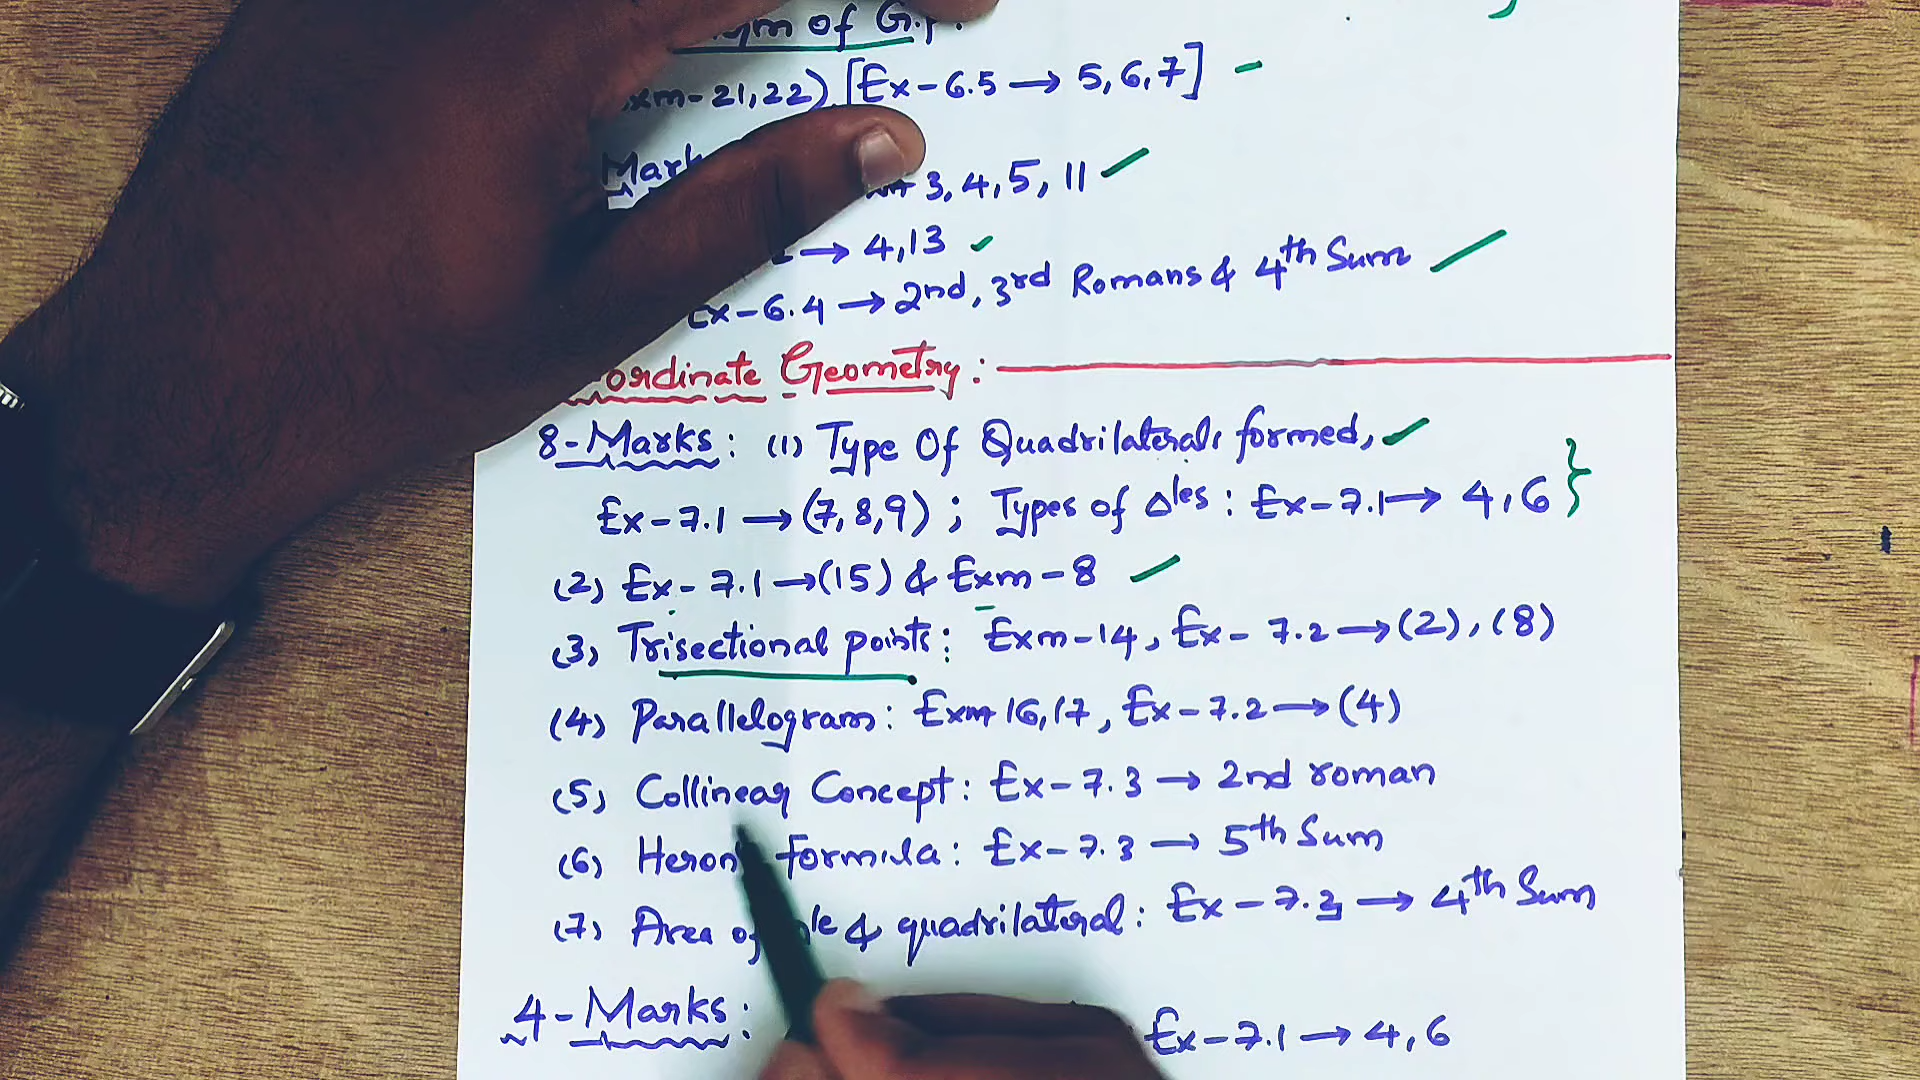 of G.P.
xm-21,22) [Ex-6.5 → 5,6,7]
Mark 3,4,5,11
→ 4,13
Ex-6.4 → 2nd, 3rd Romans & 4th Sum
ordinate Geometry:
8-Marks: (1) Type Of Quadrilaterals formed,
Ex-7.1 → (7,8,9) ; Types of Δles : Ex-7.1 → 4,6
(2) Ex-7.1 → (15) & Exm-8
(3) Trisectional points: Exm-14, Ex-7.2 → (2), (8)
(4) Parallelogram: Exm 16,17, Ex-7.2 → (4)
(5) Collinear Concept: Ex-7.3 → 2nd roman
(6) Heron formula: Ex-7.3 → 5th Sum
(7) Area of le & quadrilateral: Ex-7.3 → 4th Sum
4-Marks: Ex-7.1 → 4,6